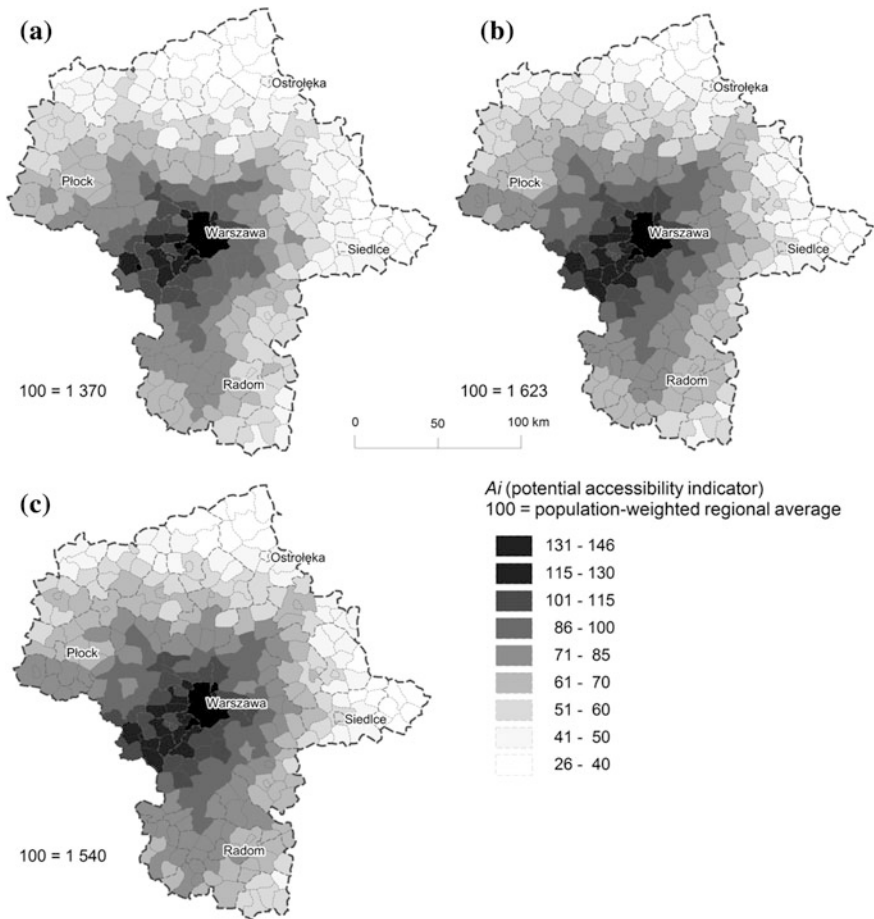 (a)
Ostrołęka
Płock
Warszawa
Siedlce
Radom
100 = 1 370
(b)
Ostrołęka
Płock
Warszawa
Siedlce
Radom
100 = 1 623
0 50 100 km
(c)
Ostrołęka
Płock
Warszawa
Siedlce
Radom
100 = 1 540
Ai (potential accessibility indicator)
100 = population-weighted regional average
131 - 146
115 - 130
101 - 115
86 - 100
71 - 85
61 - 70
51 - 60
41 - 50
26 - 40